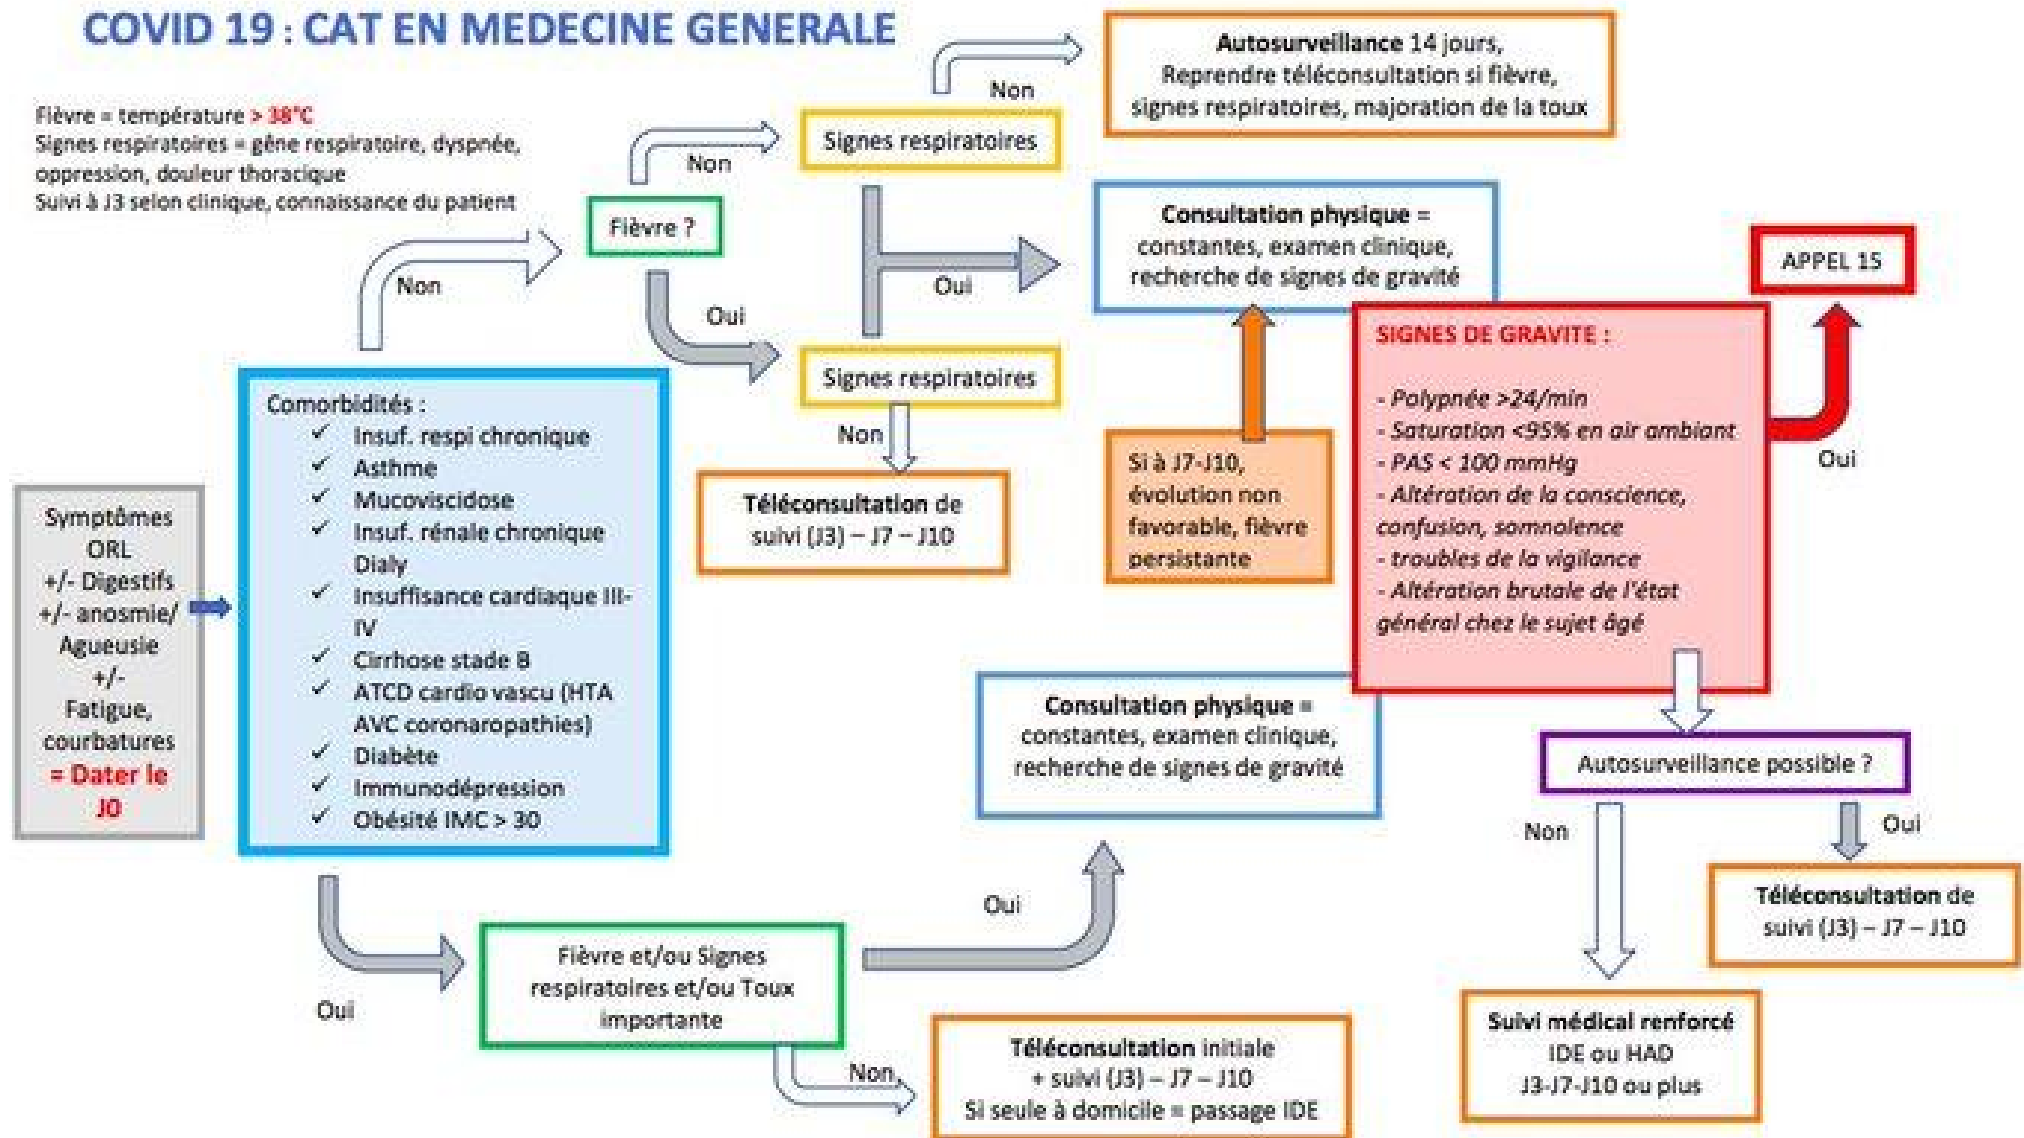 COVID 19 : CAT EN MEDECINE GENERALE
Fièvre = température > 38°C
Signes respiratoires = gêne respiratoire, dyspnée,
oppression, douleur thoracique
Suivi à J3 selon clinique, connaissance du patient
Symptômes
ORL
+/- Digestifs
+/- anosmie/
Agueusie
+/-
Fatigue,
courbatures
= Dater le
J0
Comorbidités :
✓ Insuf. respi chronique
✓ Asthme
✓ Mucoviscidose
✓ Insuf. rénale chronique
Dialy
✓ Insuffisance cardiaque III-
IV
✓ Cirrhose stade B
✓ ATCD cardio vascu (HTA
AVC coronaropathies)
✓ Diabète
✓ Immunodépression
✓ Obésité IMC > 30
Non
Fièvre ?
Non
Signes respiratoires
Non
Autosurveillance 14 jours,
Reprendre téléconsultation si fièvre,
signes respiratoires, majoration de la toux
Oui
Signes respiratoires
Oui
Consultation physique =
constantes, examen clinique,
recherche de signes de gravité
Non
Téléconsultation de
suivi (J3) – J7 – J10
Si à J7-J10,
évolution non
favorable, fièvre
persistante
SIGNES DE GRAVITE :
- Polypnée >24/min
- Saturation <95% en air ambiant
- PAS < 100 mmHg
- Altération de la conscience,
confusion, somnolence
- troubles de la vigilance
- Altération brutale de l'état
général chez le sujet âgé
Oui
APPEL 15
Autosurveillance possible ?
Non
Oui
Téléconsultation de
suivi (J3) – J7 – J10
Suivi médical renforcé
IDE ou HAD
J3-J7-J10 ou plus
Oui
Fièvre et/ou Signes
respiratoires et/ou Toux
importante
Oui
Consultation physique =
constantes, examen clinique,
recherche de signes de gravité
Non
Téléconsultation initiale
+ suivi (J3) – J7 – J10
Si seule à domicile = passage IDE